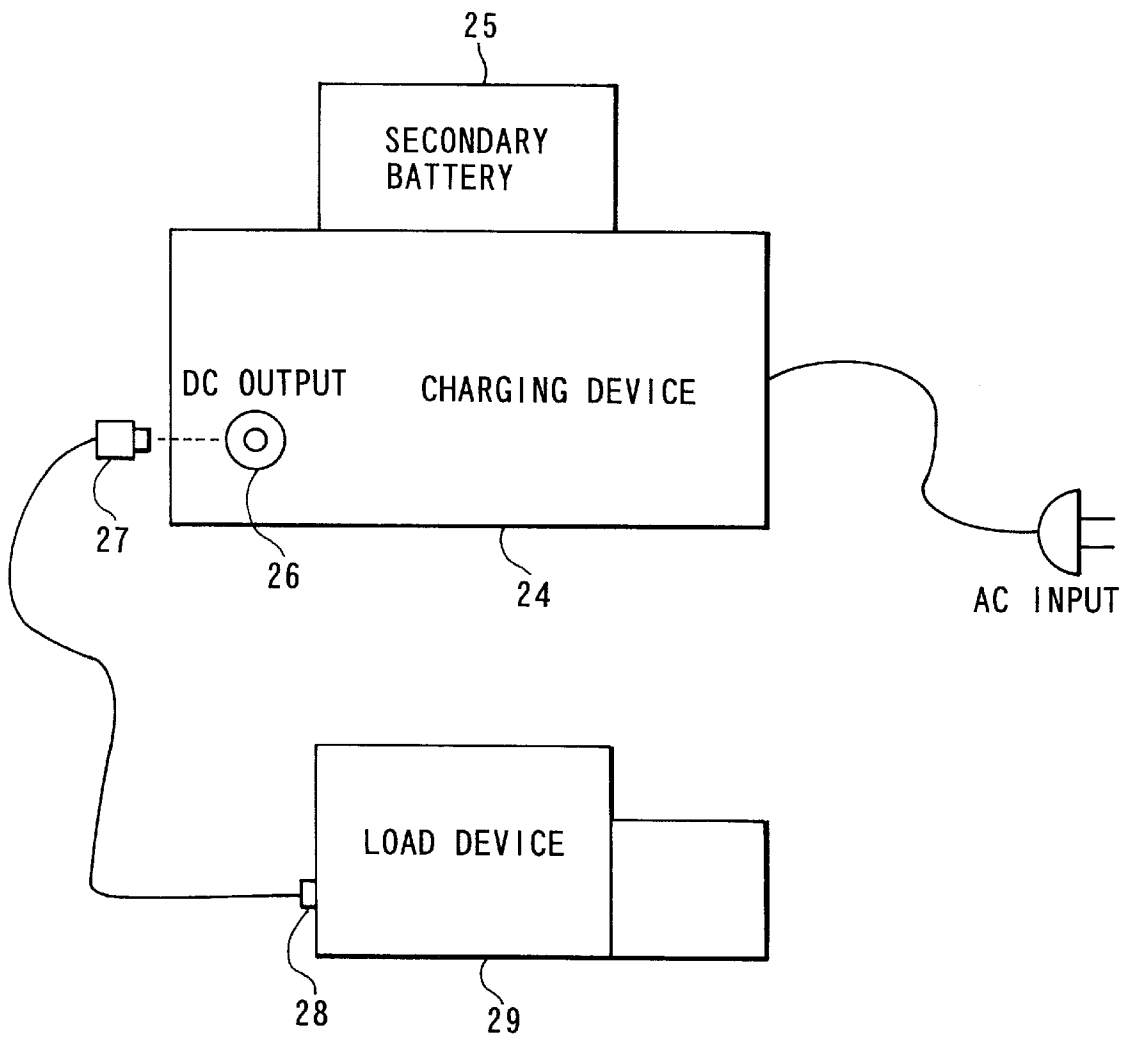 25
SECONDARY
BATTERY
DC OUTPUT
CHARGING DEVICE
27
26
24
AC INPUT
LOAD DEVICE
28
29